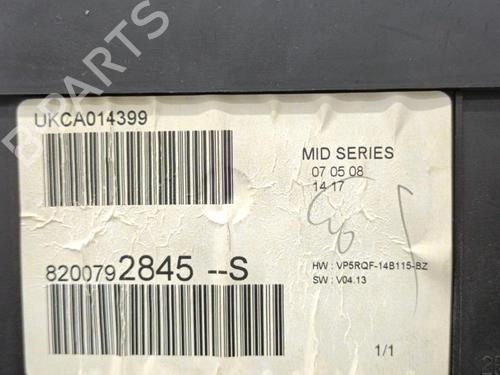 B-PARTS
UKCA014399
MID SERIES
07 05 08
14 17
8200792845 --S
HW : VP5RQF-14B115-BZ
SW : V04.13
1/1